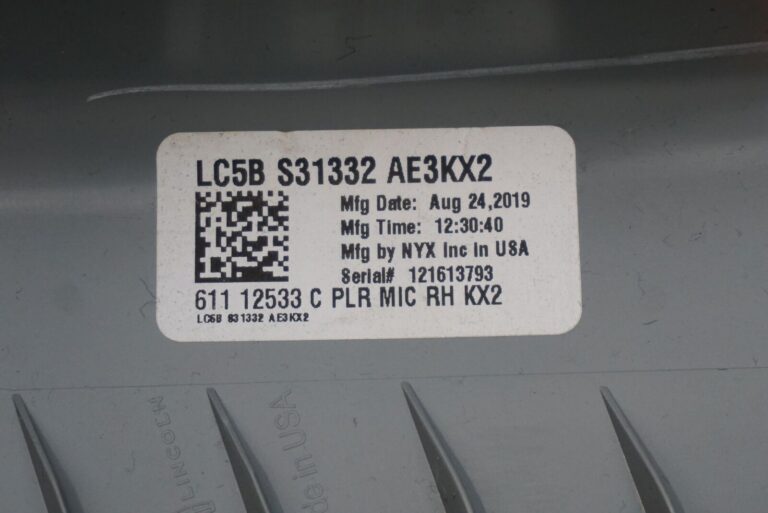 LC5B S31332 AE3KX2
Mfg Date: Aug 24,2019
Mfg Time: 12:30:40
Mfg by NYX Inc in USA
Serial# 121613793
611 12533 C PLR MIC RH KX2
LC5B S31332 AE3KX2
LINCOLN
de in USA